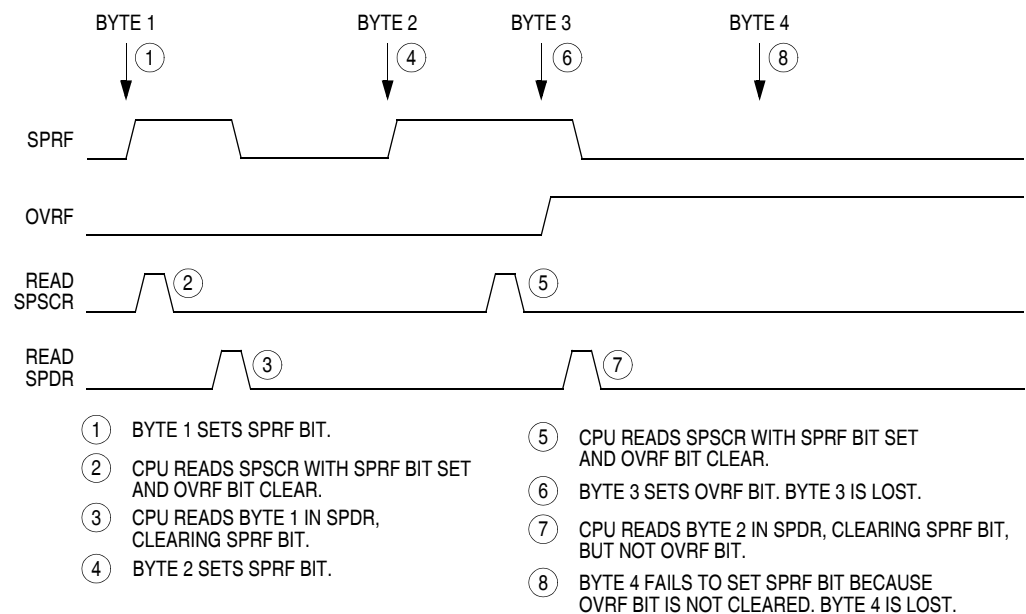 BYTE 1 BYTE 2 BYTE 3 BYTE 4
1 4 6 8
SPRF
OVRF
READ
SPSCR
2 5
READ
SPDR
3 7
1 BYTE 1 SETS SPRF BIT.
2 CPU READS SPSCR WITH SPRF BIT SET
AND OVRF BIT CLEAR.
3 CPU READS BYTE 1 IN SPDR,
CLEARING SPRF BIT.
4 BYTE 2 SETS SPRF BIT.
5 CPU READS SPSCR WITH SPRF BIT SET
AND OVRF BIT CLEAR.
6 BYTE 3 SETS OVRF BIT. BYTE 3 IS LOST.
7 CPU READS BYTE 2 IN SPDR, CLEARING SPRF BIT,
BUT NOT OVRF BIT.
8 BYTE 4 FAILS TO SET SPRF BIT BECAUSE
OVRF BIT IS NOT CLEARED. BYTE 4 IS LOST.